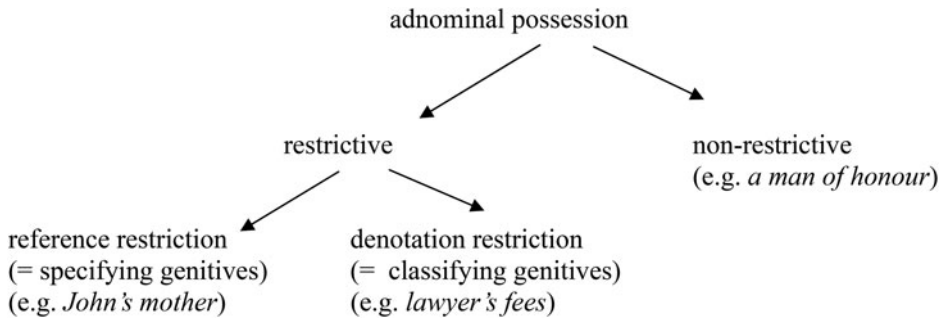 adnominal possession
restrictive
non-restrictive
(e.g. a man of honour)
reference restriction
(= specifying genitives)
(e.g. John's mother)
denotation restriction
(= classifying genitives)
(e.g. lawyer's fees)